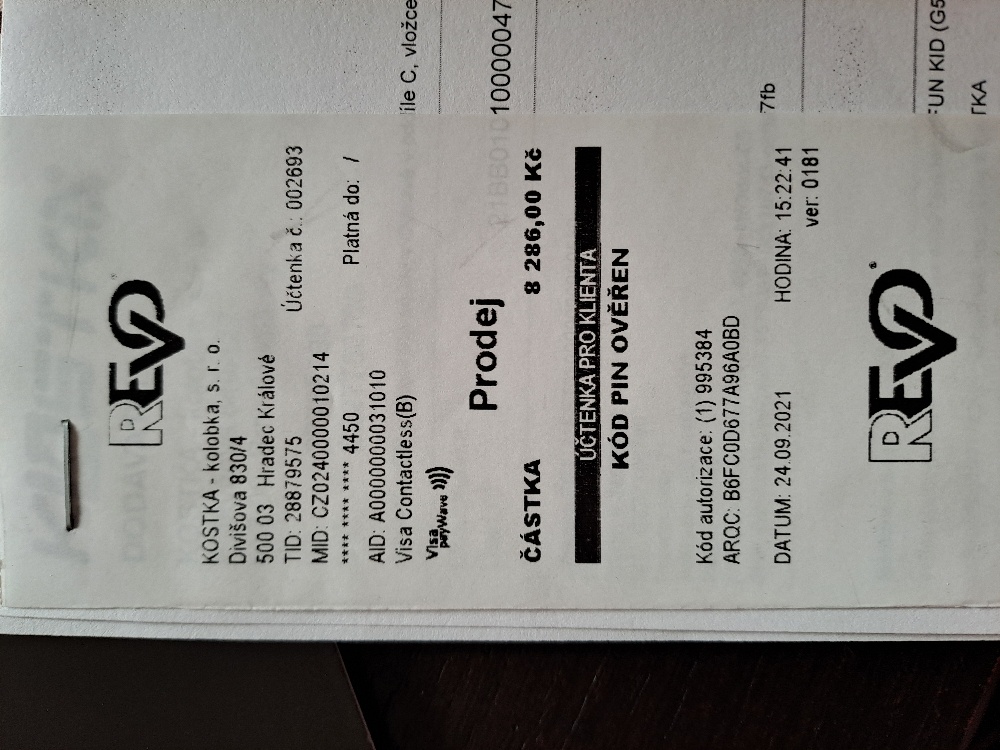 REVO
KOSTKA - kolobka, s. r. o.
Divišova 830/4
500 03 Hradec Králové
TID: 28879575 Účtenka č.: 002693
MID: CZ0240000010214
**** **** **** 4450 Platná do: /
AID: A0000000031010
Visa Contactless(B)
Visa
payWave
Prodej
ČÁSTKA 8 286,00 Kč
ÚČTENKA PRO KLIENTA
KÓD PIN OVĚŘEN
Kód autorizace: (1) 995384
ARQC: B6FC0D677A96A0BD
DATUM: 24.09.2021 HODINA: 15:22:41
ver: 0181
REVO
íle C, vložce
10000047
7fb
FUN KID (G5
TKA